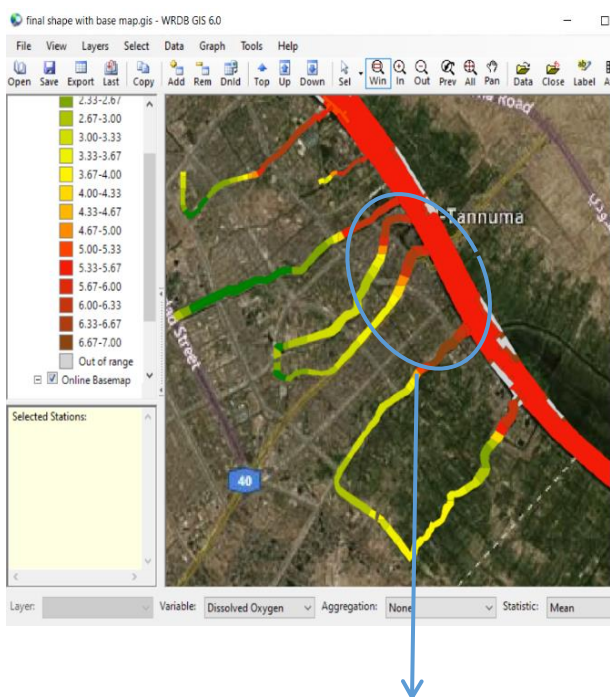 final shape with base map.gis - WRDB GIS 6.0
File View Layers Select Data Graph Tools Help
Open Save Export Last Copy Add Rem Dnld Top Up Down Sel Win In Out Prev All Pan Data Close Label
2.33-2.67
2.67-3.00
3.00-3.33
3.33-3.67
3.67-4.00
4.00-4.33
4.33-4.67
4.67-5.00
5.00-5.33
5.33-5.67
5.67-6.00
6.00-6.33
6.33-6.67
6.67-7.00
Out of range
Online Basemap
Selected Stations:
Road
-Tannuma
Street
40
Layer: Variable: Dissolved Oxygen Aggregation: None Statistic: Mean